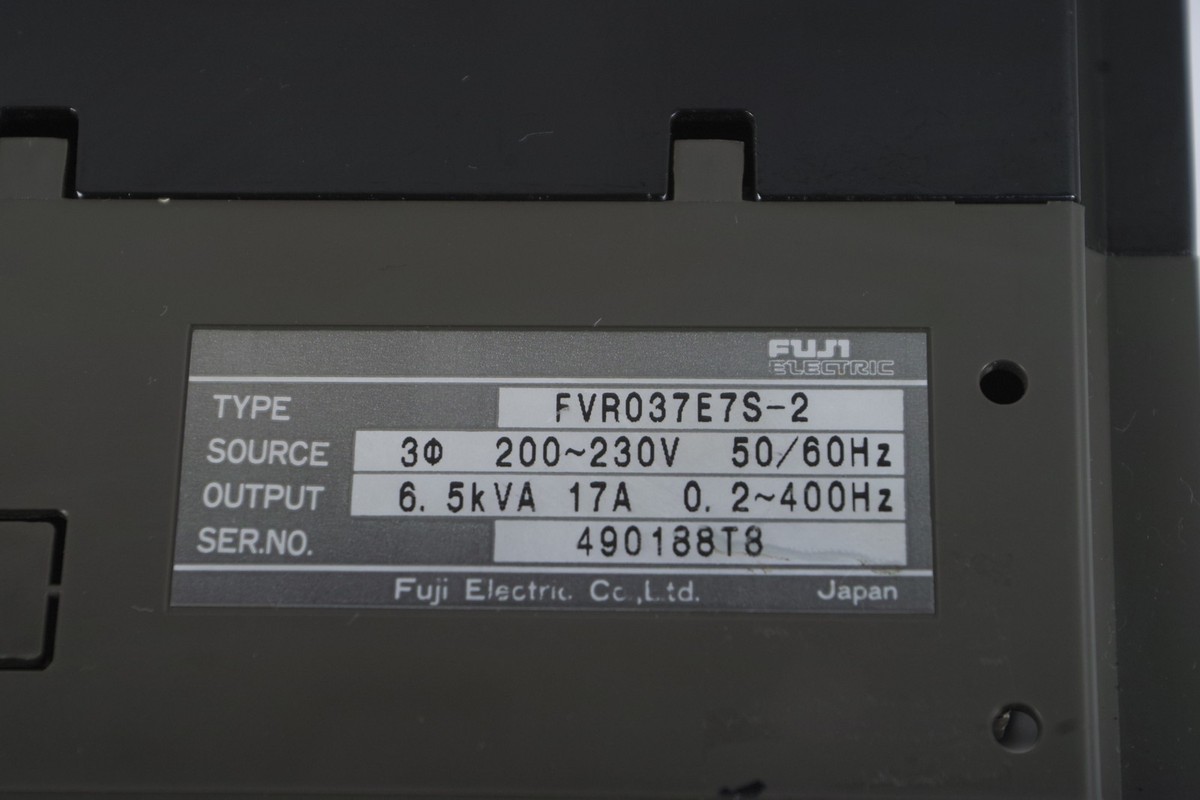 FUJI
ELECTRIC
TYPE FVR037E7S-2
SOURCE 3Φ 200~230V 50/60Hz
OUTPUT 6.5kVA 17A 0.2~400Hz
SER.NO. 490188T8
Fuji Electric Co.,Ltd. Japan